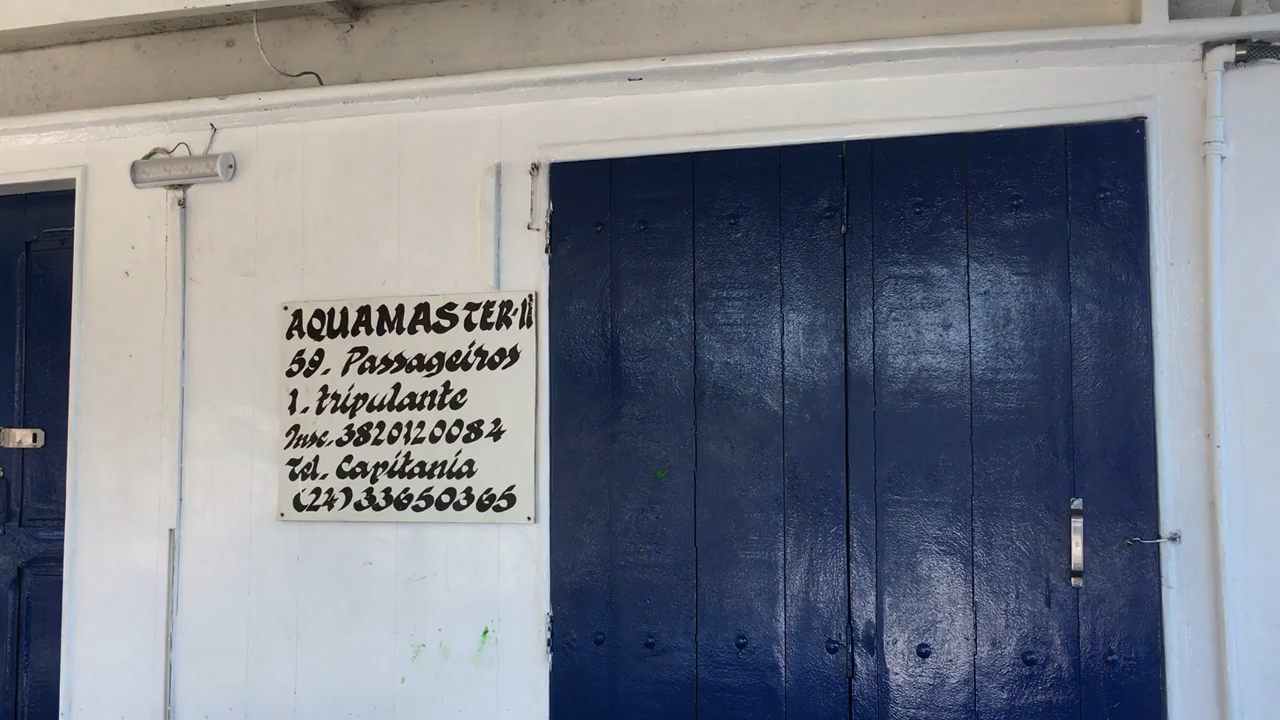 AQUAMASTER-II
59. Passageiros
1. tripulante
Insc. 3820120084
Tel. Capitania
(24) 33650365